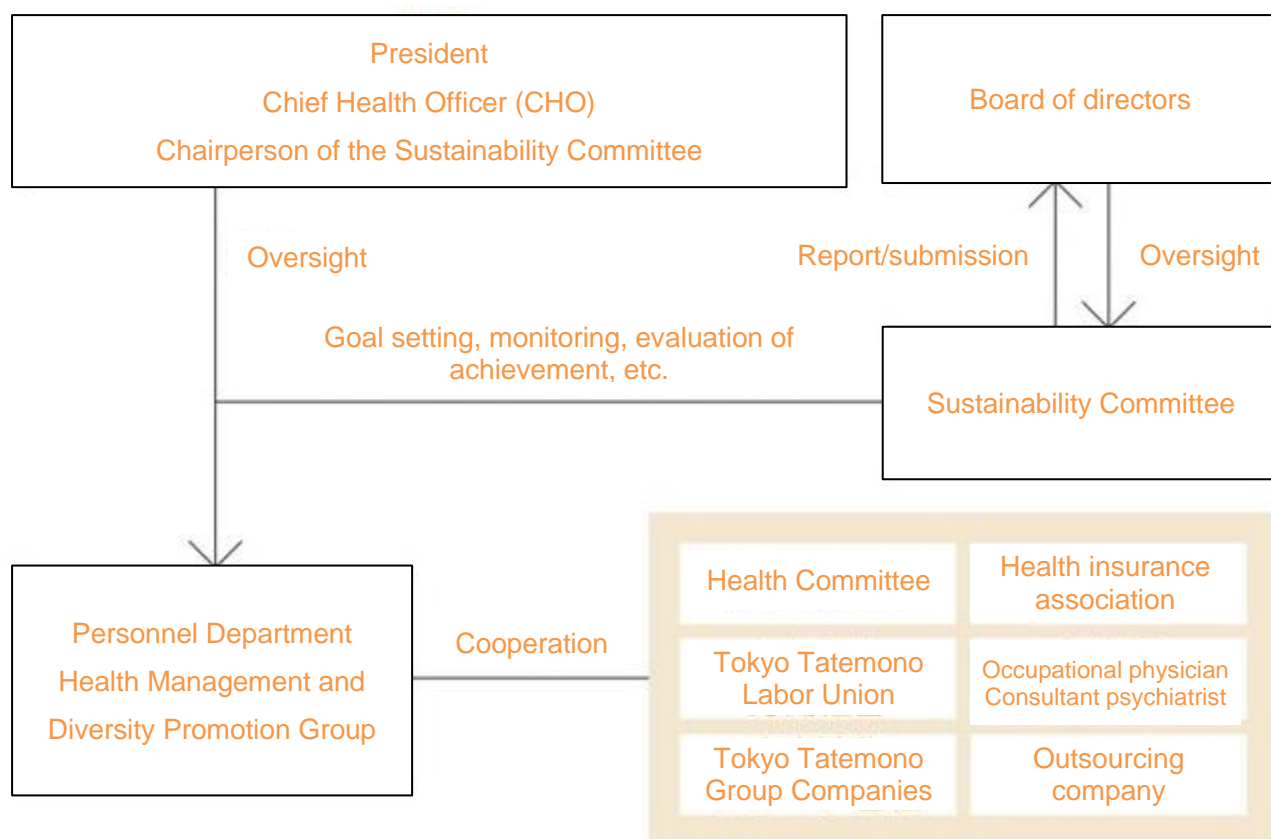 President
Chief Health Officer (CHO)
Chairperson of the Sustainability Committee
Board of directors
Oversight
Report/submission
Oversight
Goal setting, monitoring, evaluation of
achievement, etc.
Sustainability Committee
Personnel Department
Health Management and
Diversity Promotion Group
Cooperation
Health Committee
Health insurance
association
Tokyo Tatemono
Labor Union
Occupational physician
Consultant psychiatrist
Tokyo Tatemono
Group Companies
Outsourcing
company